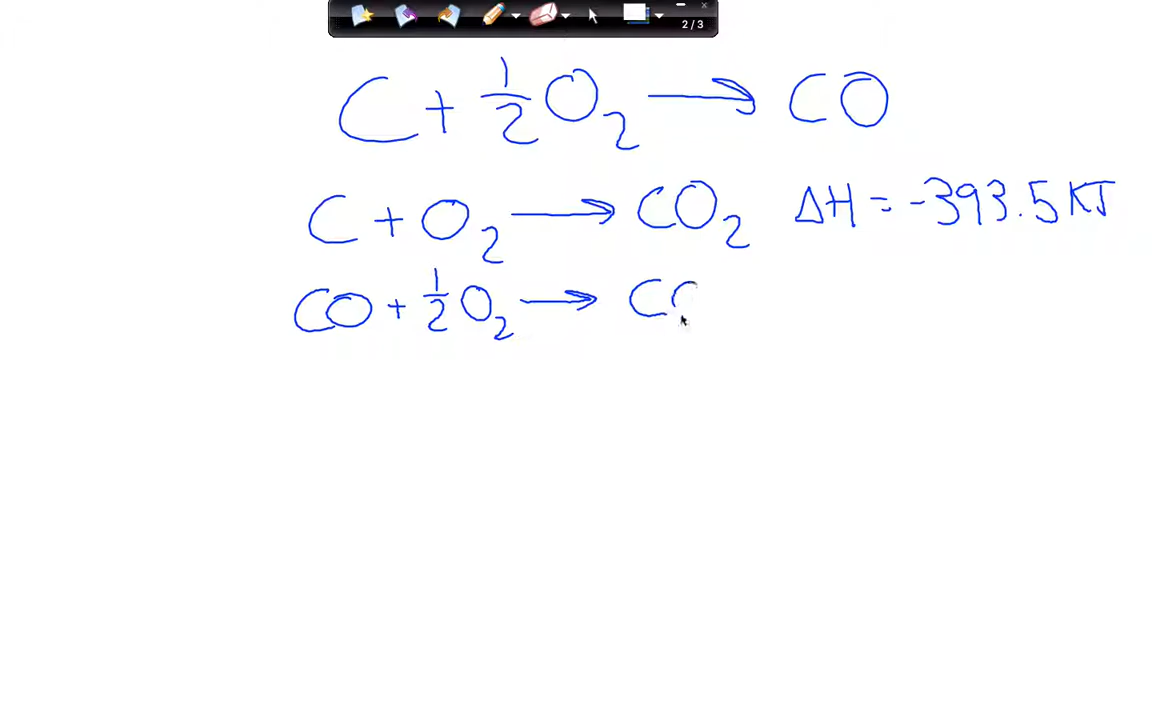 2/3
C + 1/2 O2 → CO
C + O2 → CO2 ΔH = -393.5 KJ
CO + 1/2 O2 → CO